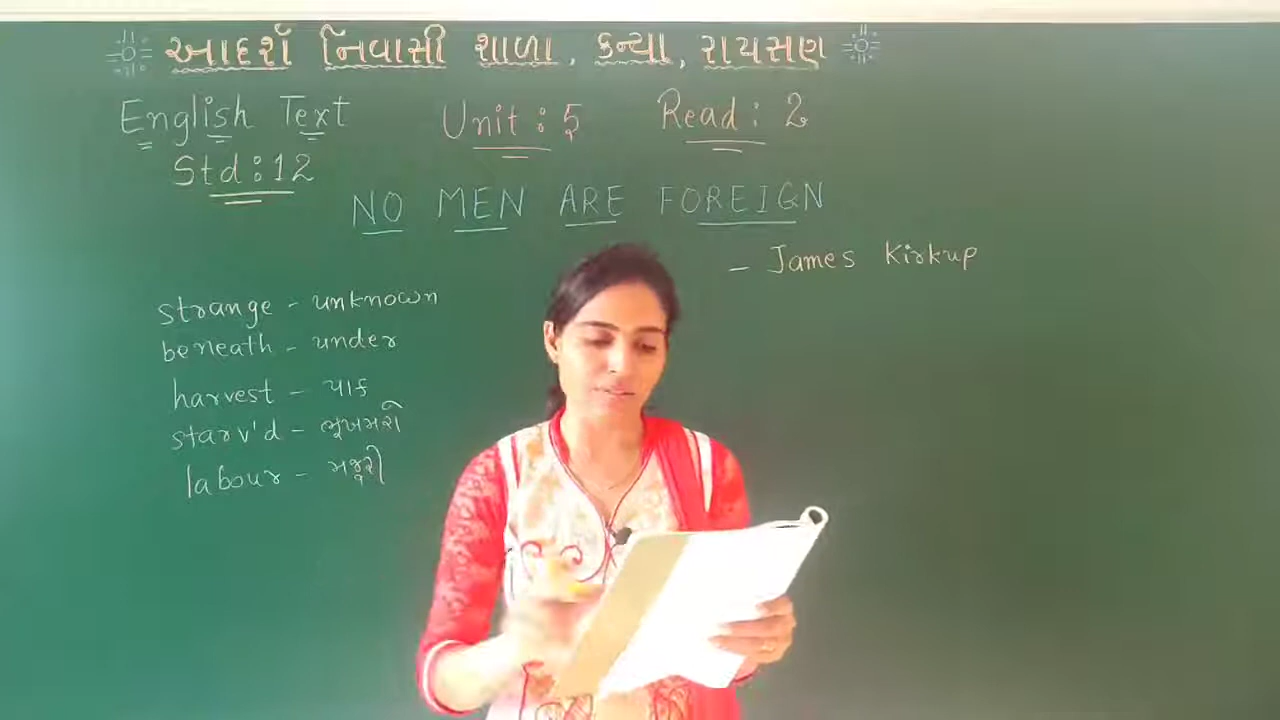 આદર્શ નિવાસી શાળા, કન્યા, રાયસણ
English Text Unit : 5 Read : 2
Std : 12
NO MEN ARE FOREIGN
- James Kirkup
strange - unknown
beneath - under
harvest - પાક
starv'd - ભૂખમરો
labour - મજૂરી